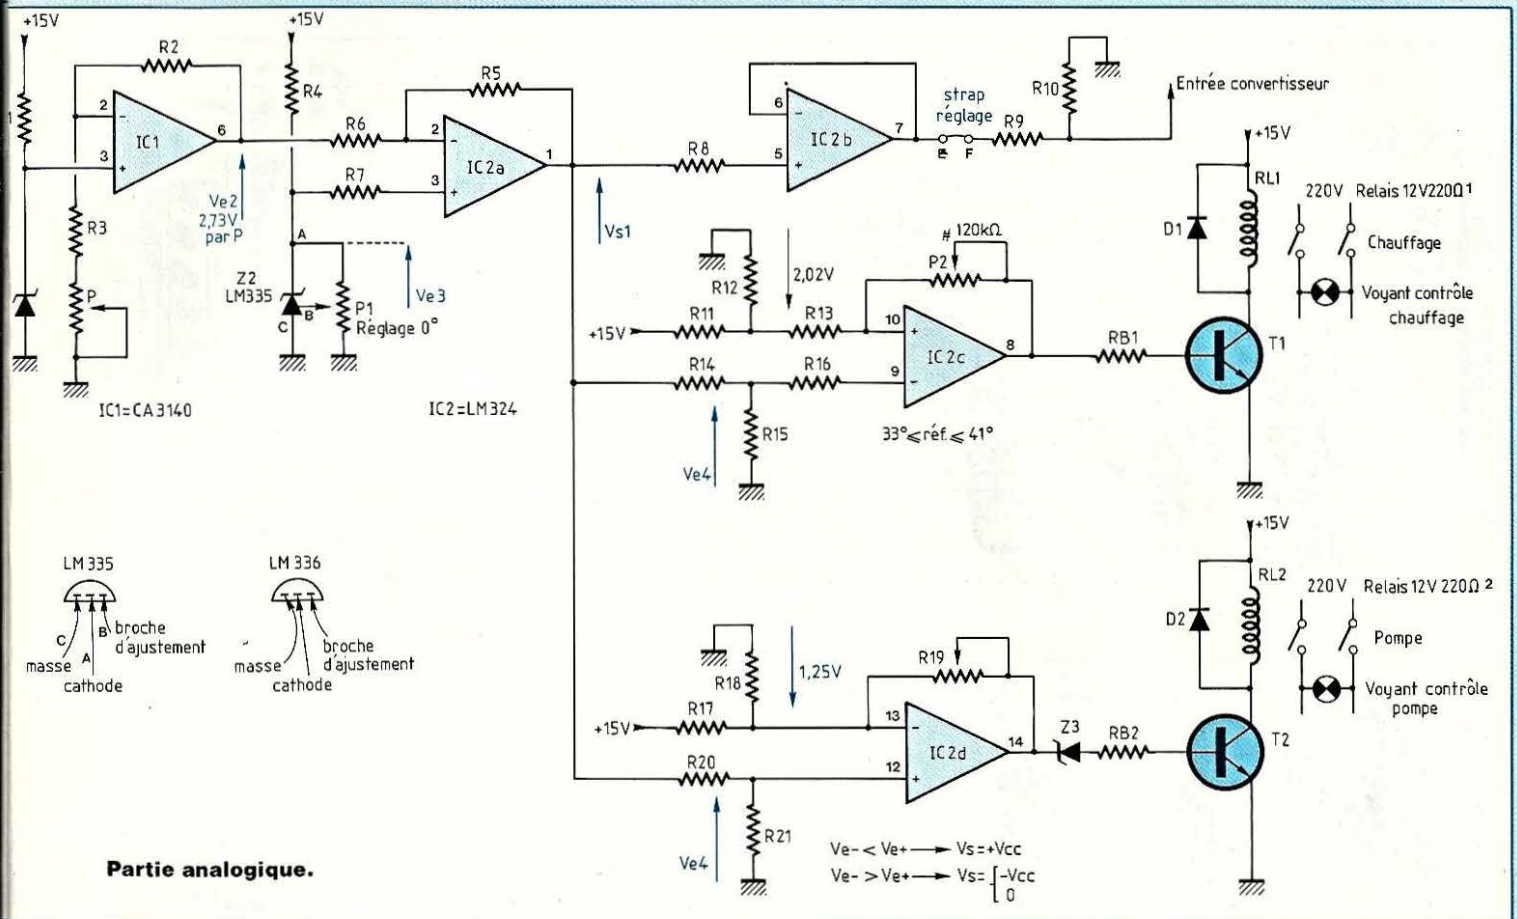 +15V
+15V
R2
R4
R5
R10
Entrée convertisseur
strap
réglage
2
6
IC1
3
R6
2
1
IC2a
R7
3
R8
6
7
IC2b
5
E F
R9
+15V
RL1
220V Relais 12V220Ω 1
D1
Chauffage
Voyant contrôle
chauffage
Ve2
2,73V
par P
R3
P
A
Z2
LM335
B
C
P1
Réglage 0°
Ve3
Vs1
# 120kΩ
P2
R12
2,02V
+15V
R11
R13
10
8
IC2c
R14
R16
9
RB1
T1
IC1=CA3140
IC2=LM324
R15
33°≤réf.≤41°
Ve4
+15V
RL2
220V Relais 12V 220Ω 2
D2
Pompe
Voyant contrôle
pompe
LM335
LM336
C
A
B
broche
d'ajustement
masse
cathode
broche
d'ajustement
masse
cathode
R18
1,25V
R19
+15V
R17
13
14
IC2d
R20
12
Z3
RB2
T2
R21
Ve4
Ve-<Ve+ → Vs=+Vcc
Ve->Ve+ → Vs=[-Vcc
0
Partie analogique.